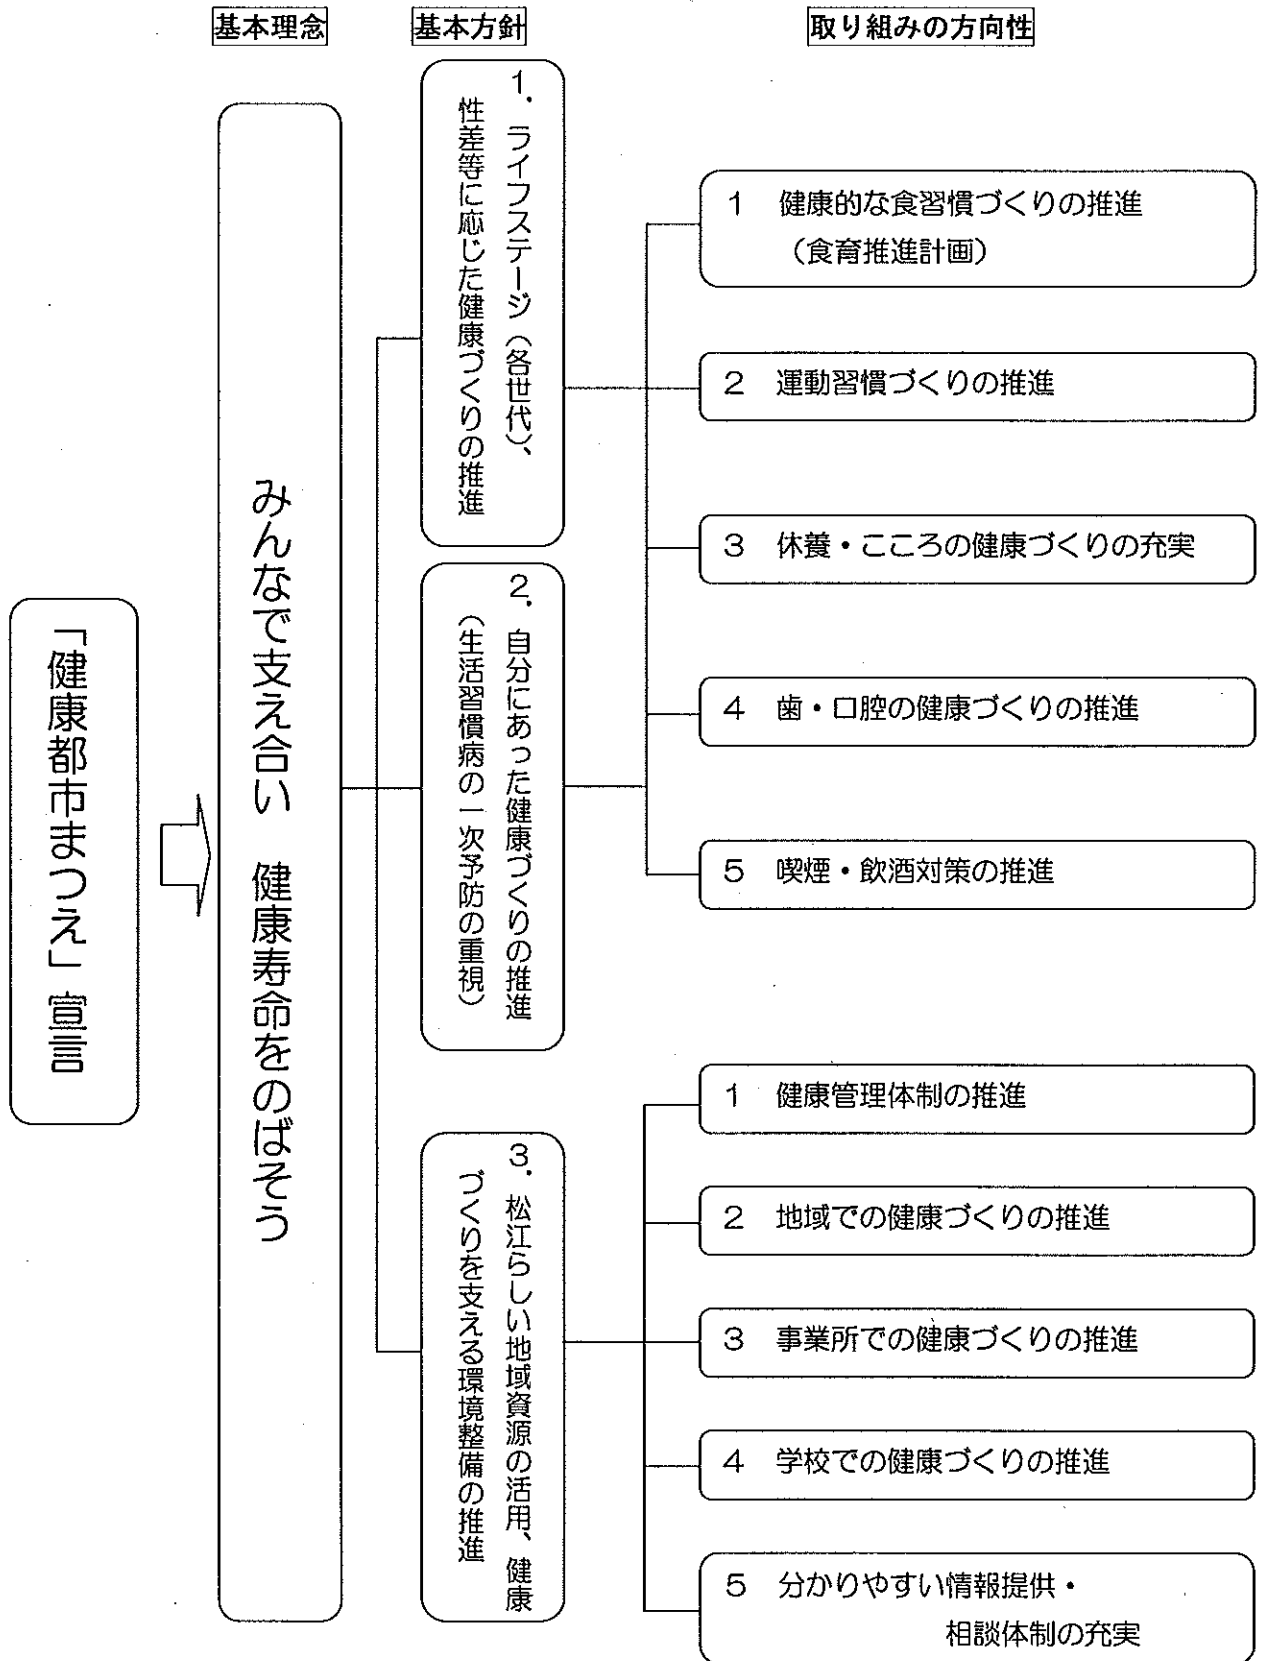 基本理念
基本方針
取り組みの方向性
「健康都市まつえ」宣言
みんなで支え合い　健康寿命をのばそう
1．ライフステージ（各世代）、
性差等に応じた健康づくりの推進
2．自分にあった健康づくりの推進
（生活習慣病の一次予防の重視）
3．松江らしい地域資源の活用、健康
づくりを支える環境整備の推進
1　健康的な食習慣づくりの推進
（食育推進計画）
2　運動習慣づくりの推進
3　休養・こころの健康づくりの充実
4　歯・口腔の健康づくりの推進
5　喫煙・飲酒対策の推進
1　健康管理体制の推進
2　地域での健康づくりの推進
3　事業所での健康づくりの推進
4　学校での健康づくりの推進
5　分かりやすい情報提供・
相談体制の充実